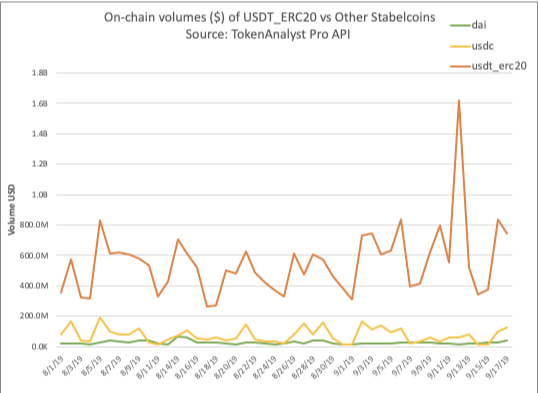 On-chain volumes ($) of USDT_ERC20 vs Other Stabelcoins
Source: TokenAnalyst Pro API
dai
usdc
usdt_erc20
Volume USD
1.8B
1.6B
1.4B
1.2B
1.0B
800.0M
600.0M
400.0M
200.0M
0.0K
8/1/19
8/3/19
8/5/19
8/7/19
8/9/19
8/11/19
8/14/19
8/16/19
8/18/19
8/20/19
8/22/19
8/24/19
8/26/19
8/28/19
8/30/19
9/1/19
9/3/19
9/5/19
9/7/19
9/9/19
9/11/19
9/13/19
9/15/19
9/17/19